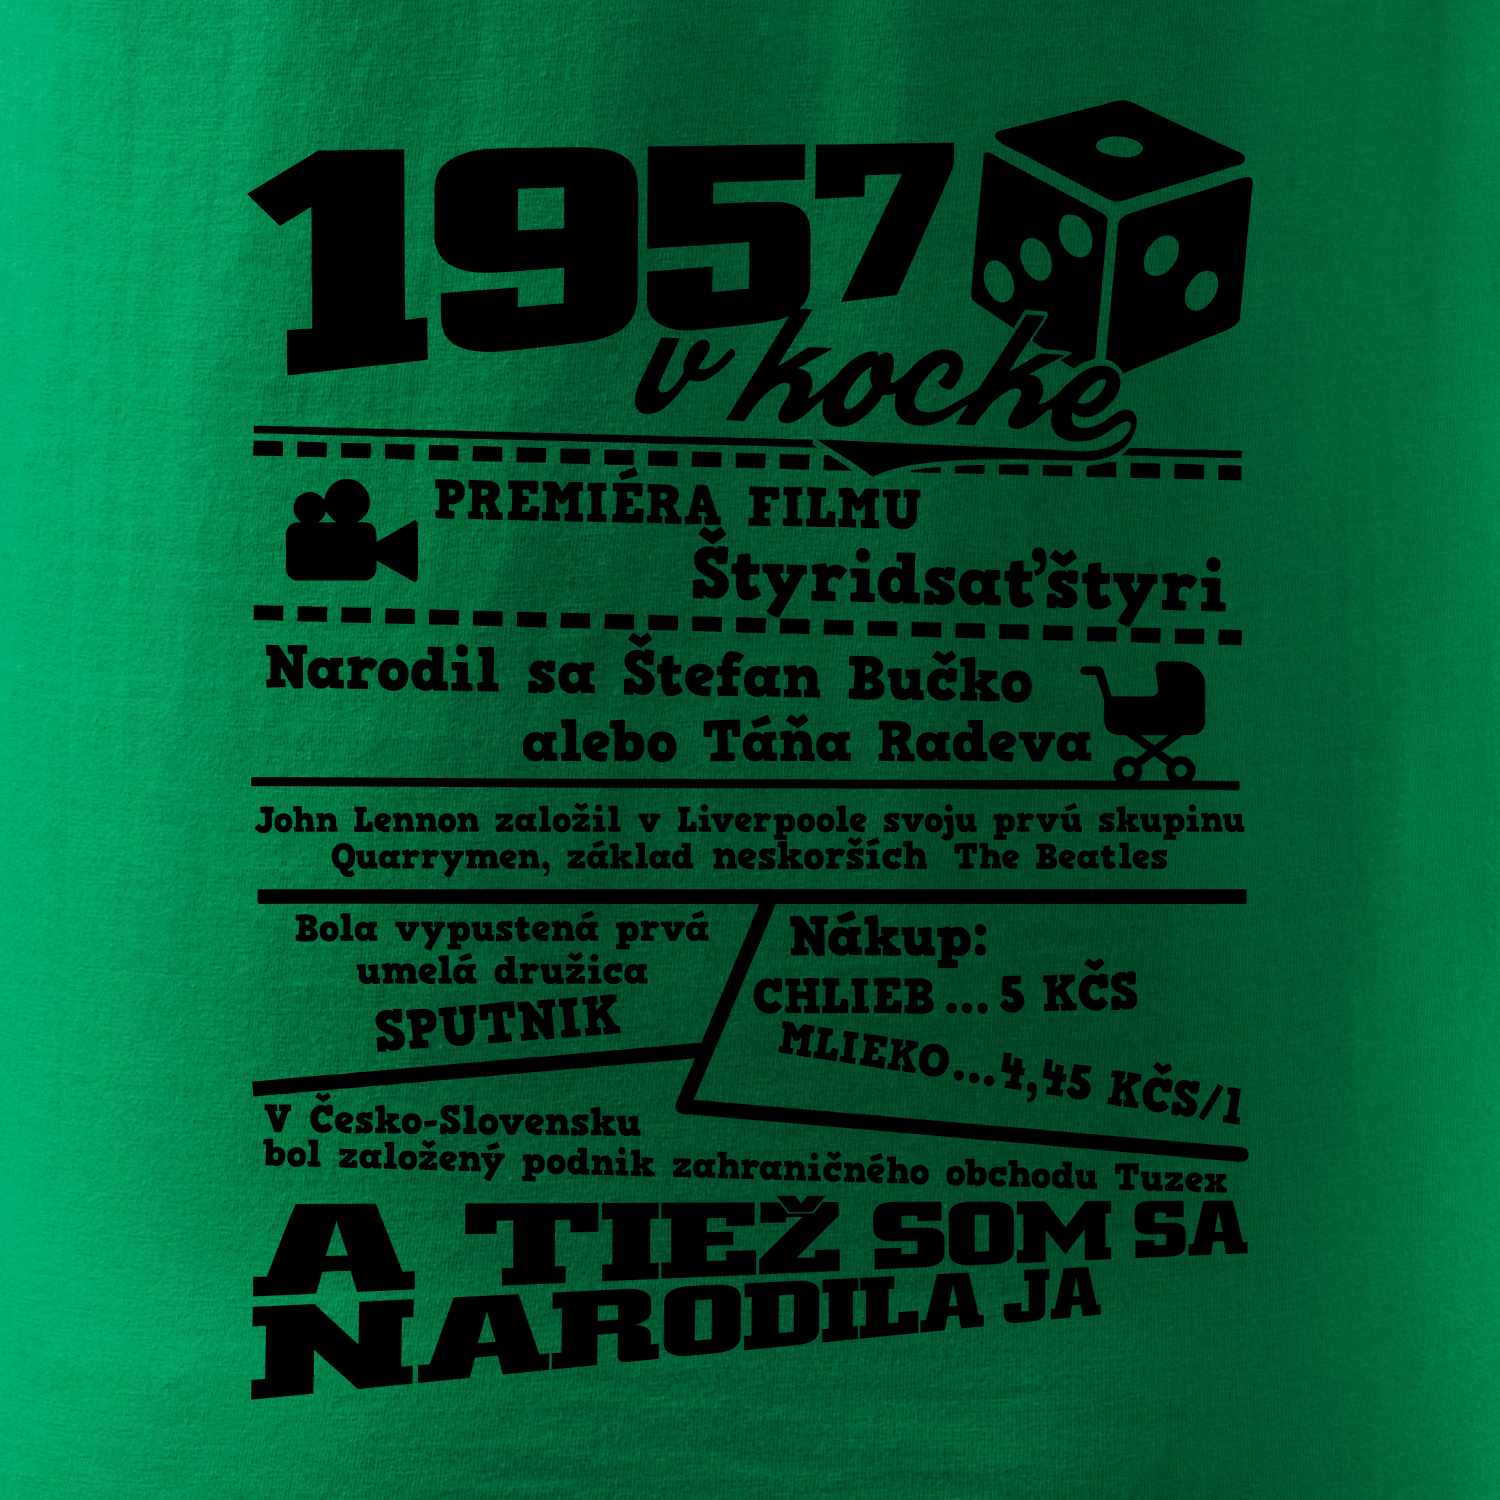 1957
v kocke
PREMIÉRA FILMU
Štyridsaťštyri
Narodil sa Štefan Bučko
alebo Táňa Radeva
John Lennon založil v Liverpoole svoju prvú skupinu
Quarrymen, základ neskorších The Beatles
Bola vypustená prvá
umelá družica
SPUTNIK
Nákup:
CHLIEB... 5 KČS
MLIEKO...4,45 KČS/l
V Česko-Slovensku
bol založený podnik zahraničného obchodu Tuzex
A TIEŽ SOM SA
NARODILA JA